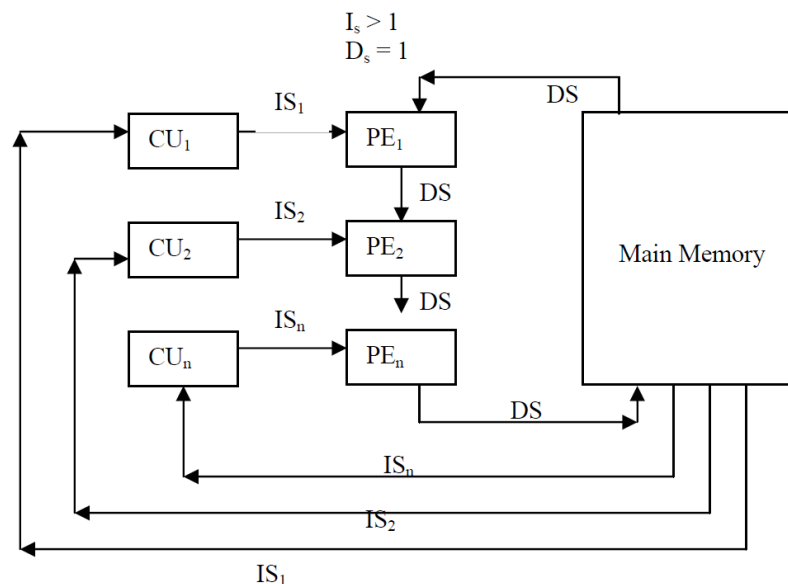 Iₛ > 1
Dₛ = 1
DS
IS₁
CU₁
PE₁
DS
IS₂
CU₂
PE₂
Main Memory
DS
ISₙ
CUₙ
PEₙ
DS
ISₙ
IS₂
IS₁